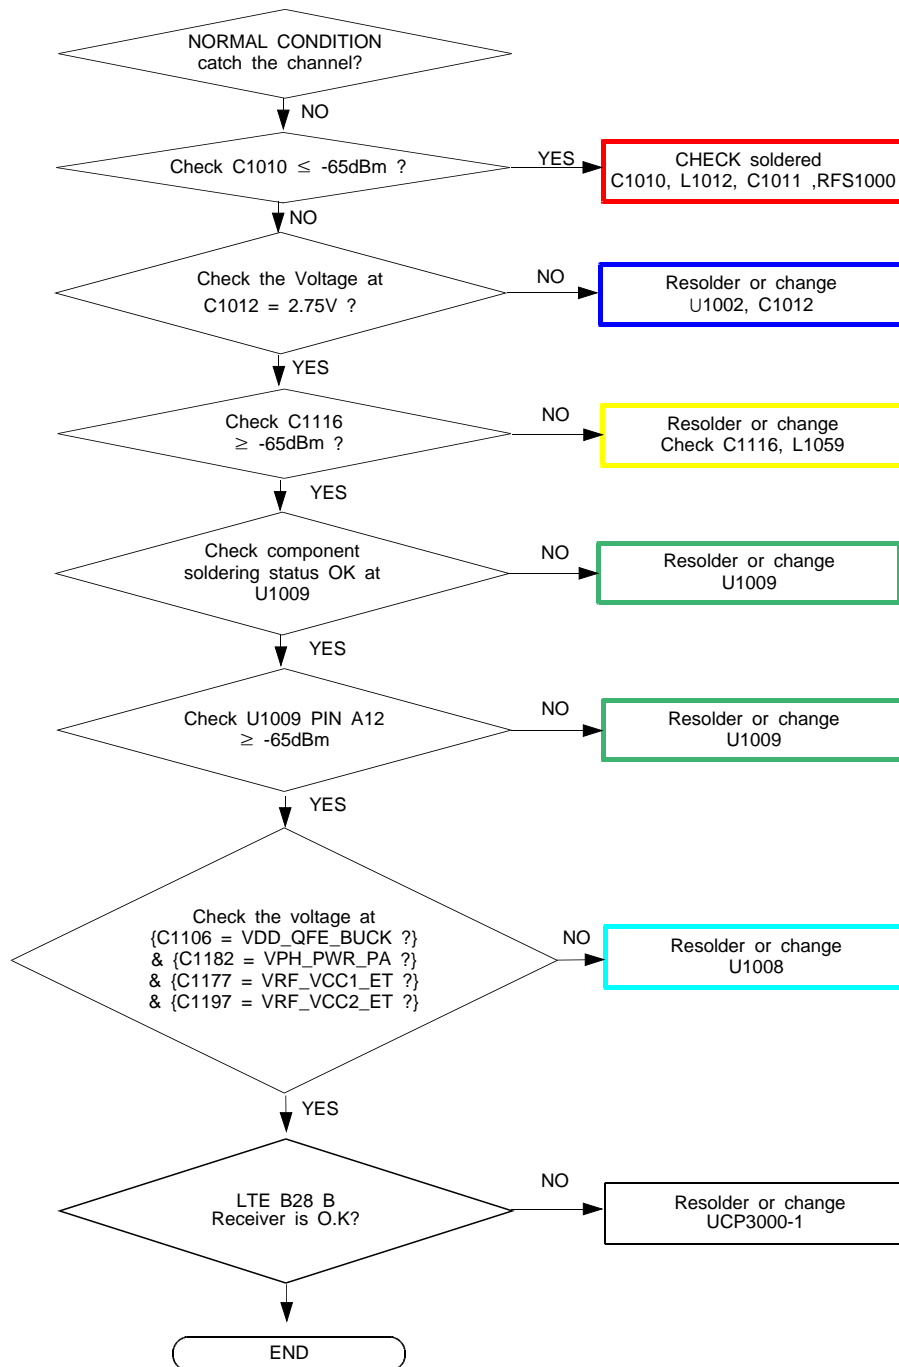 NORMAL CONDITION
catch the channel?
NO
Check C1010 ≤ -65dBm ?
YES
CHECK soldered
C1010, L1012, C1011 ,RFS1000
NO
Check the Voltage at
C1012 = 2.75V ?
NO
Resolder or change
U1002, C1012
YES
Check C1116
≥ -65dBm ?
NO
Resolder or change
Check C1116, L1059
YES
Check component
soldering status OK at
U1009
NO
Resolder or change
U1009
YES
Check U1009 PIN A12
≥ -65dBm
NO
Resolder or change
U1009
YES
Check the voltage at
{C1106 = VDD_QFE_BUCK ?}
& {C1182 = VPH_PWR_PA ?}
& {C1177 = VRF_VCC1_ET ?}
& {C1197 = VRF_VCC2_ET ?}
NO
Resolder or change
U1008
YES
LTE B28 B
Receiver is O.K?
NO
Resolder or change
UCP3000-1
END